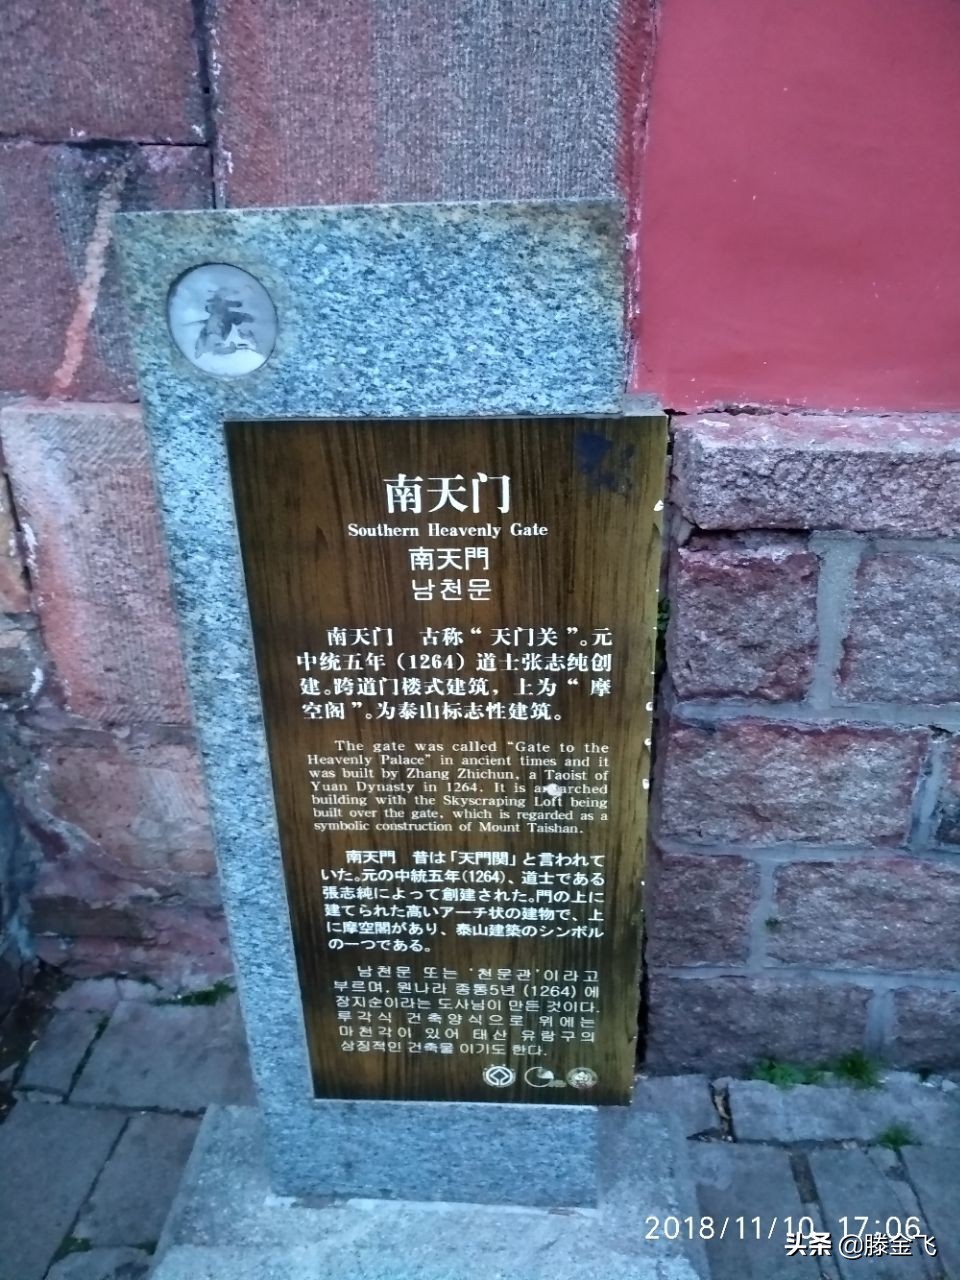 南天门
Southern Heavenly Gate
南天門
남천문
南天门　古称“天门关”。元
中统五年（1264）道士张志纯创
建。跨道门楼式建筑，上为“摩
空阁”。为泰山标志性建筑。
The gate was called "Gate to the
Heavenly Palace" in ancient times and it
was built by Zhang Zhichun, a Taoist of
Yuan Dynasty in 1264. It is an arched
building with the Skyscraping Loft being
built over the gate, which is regarded as a
symbolic construction of Mount Taishan.
南天門　昔は「天門関」と言われて
いた。元の中統五年(1264)、道士である
張志純によって創建された。門の上に
建てられた高いアーチ状の建物で、上
に摩空閣があり、泰山建築のシンボル
の一つである。
남천문 또는 '천문관'이라고
부르며, 원나라 중통5년 (1264) 에
장지순이라는 도사님이 만든 것이다.
루각식 건축양식으로 위에는
마천각이 있어 태산 유람구의
상징적인 건축물 이기도 한다.
2018/11/10 17:06
头条 @滕金飞